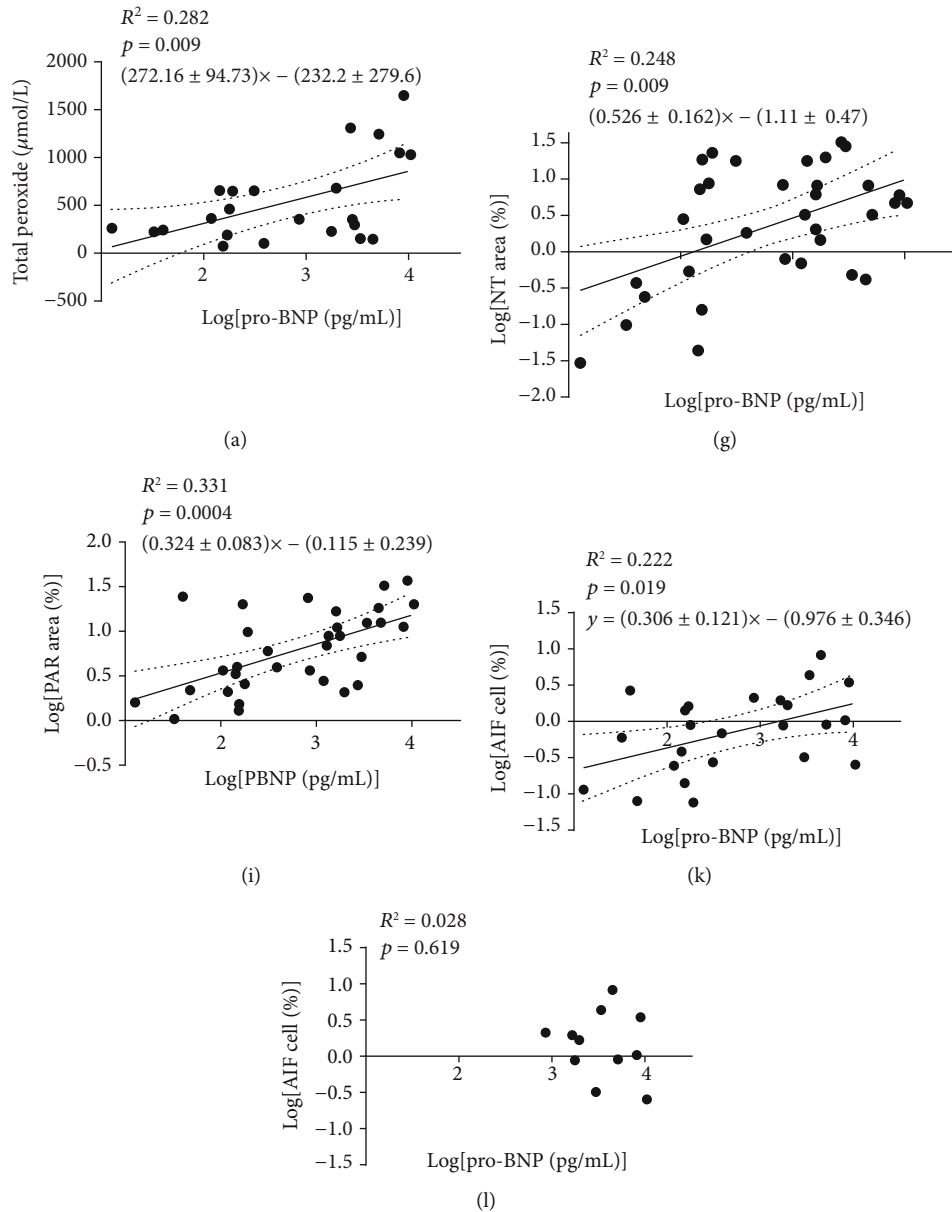 R² = 0.282
p = 0.009
(272.16 ± 94.73)× − (232.2 ± 279.6)
2000
1500
1000
500
0
−500
2
3
4
Total peroxide (μmol/L)
Log[pro-BNP (pg/mL)]
(a)
R² = 0.248
p = 0.009
(0.526 ± 0.162)× − (1.11 ± 0.47)
1.5
1.0
0.5
0.0
−0.5
−1.0
−1.5
−2.0
Log[NT area (%)]
Log[pro-BNP (pg/mL)]
(g)
R² = 0.331
p = 0.0004
(0.324 ± 0.083)× − (0.115 ± 0.239)
2.0
1.5
1.0
0.5
0.0
−0.5
2
3
4
Log[PAR area (%)]
Log[PBNP (pg/mL)]
(i)
R² = 0.222
p = 0.019
y = (0.306 ± 0.121)× − (0.976 ± 0.346)
1.0
0.5
0.0
−0.5
−1.0
−1.5
2
3
4
Log[AIF cell (%)]
Log[pro-BNP (pg/mL)]
(k)
R² = 0.028
p = 0.619
1.5
1.0
0.5
0.0
−0.5
−1.0
−1.5
2
3
4
Log[AIF cell (%)]
Log[pro-BNP (pg/mL)]
(l)